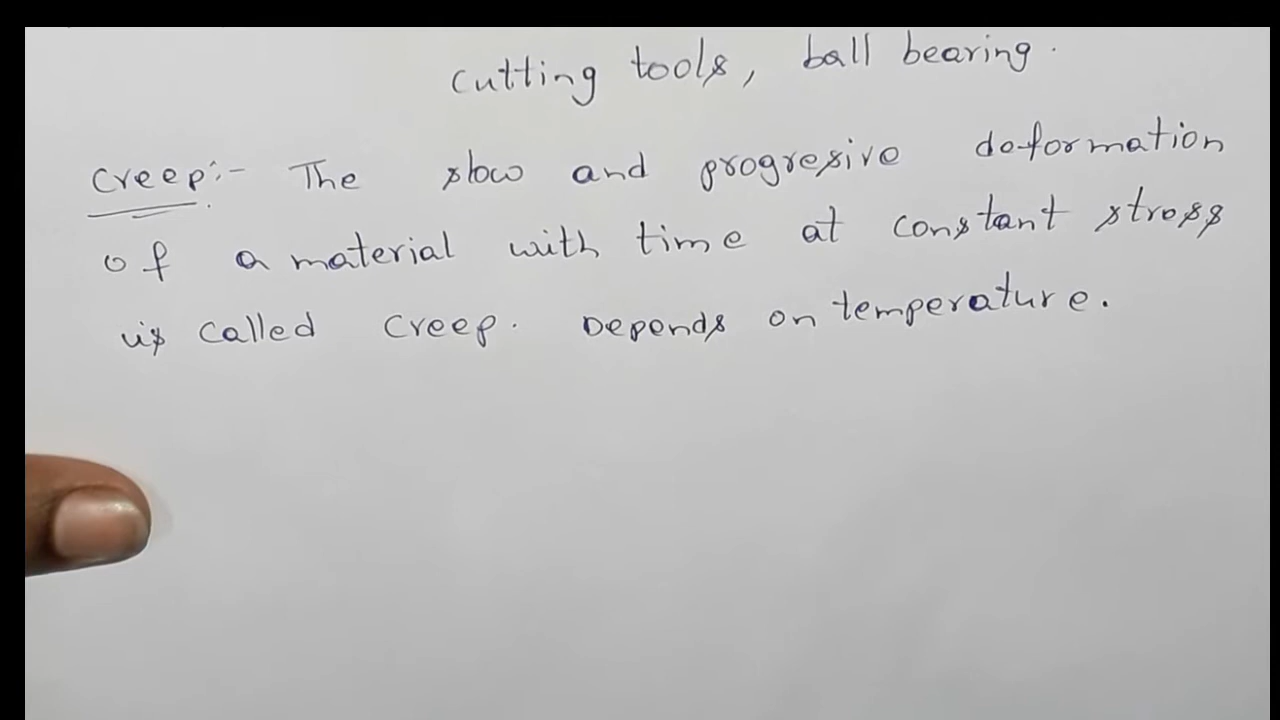 cutting tools, ball bearing.
Creep:- The slow and progresive deformation
of a material with time at constant stress
is called creep. Depends on temperature.